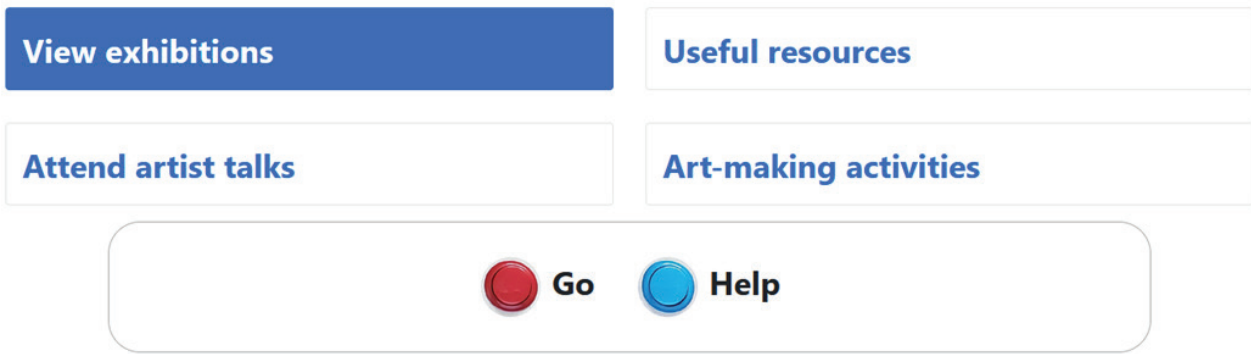 View exhibitions
Useful resources
Attend artist talks
Art-making activities
Go
Help